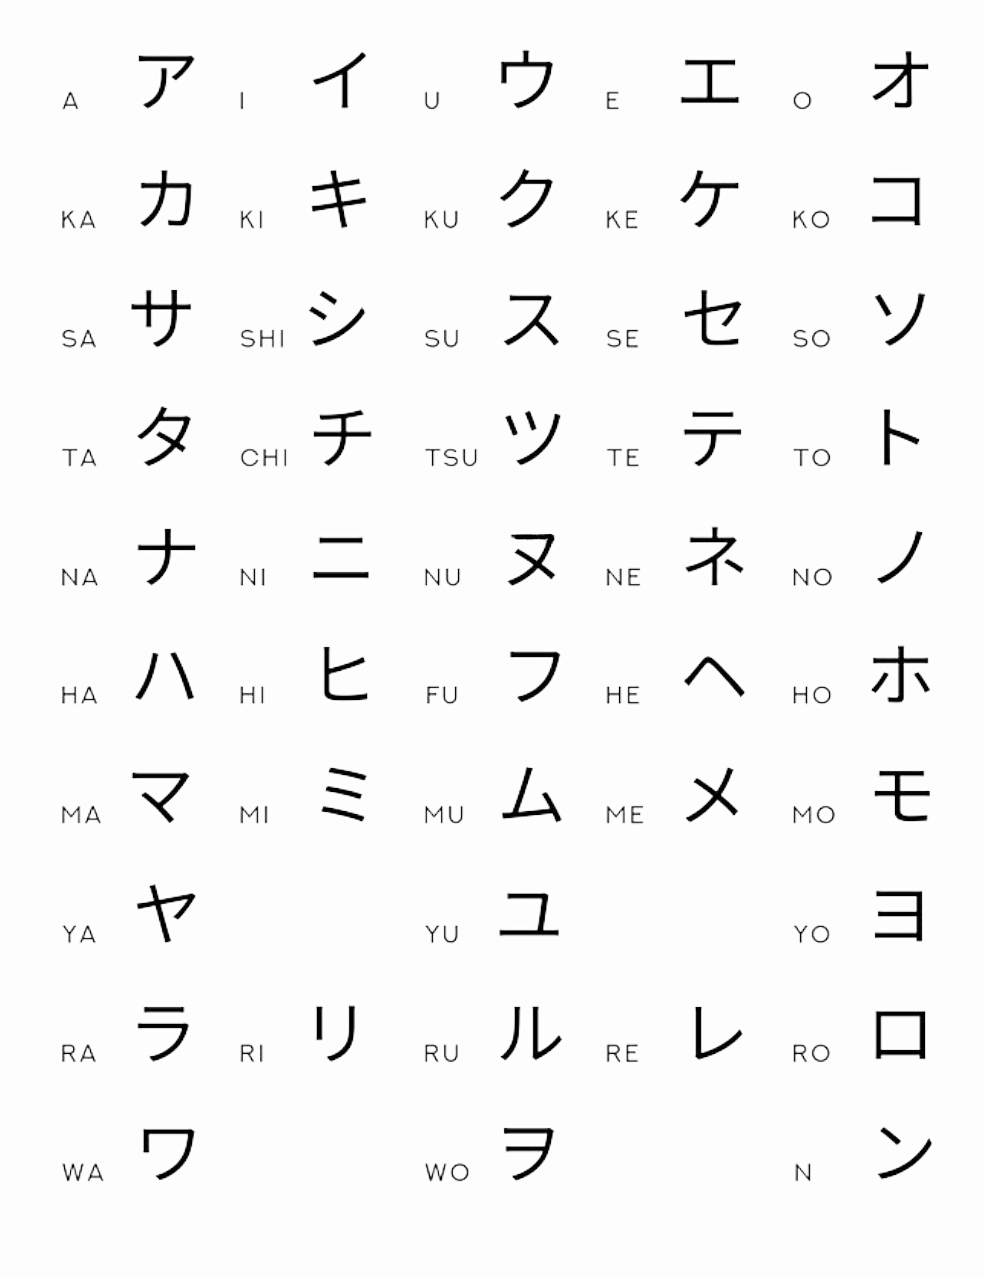 A ア I イ U ウ E エ O オ
KA カ KI キ KU ク KE ケ KO コ
SA サ SHI シ SU ス SE セ SO ソ
TA タ CHI チ TSU ツ TE テ TO ト
NA ナ NI ニ NU ヌ NE ネ NO ノ
HA ハ HI ヒ FU フ HE ヘ HO ホ
MA マ MI ミ MU ム ME メ MO モ
YA ヤ YU ユ YO ヨ
RA ラ RI リ RU ル RE レ RO ロ
WA ワ WO ヲ N ン